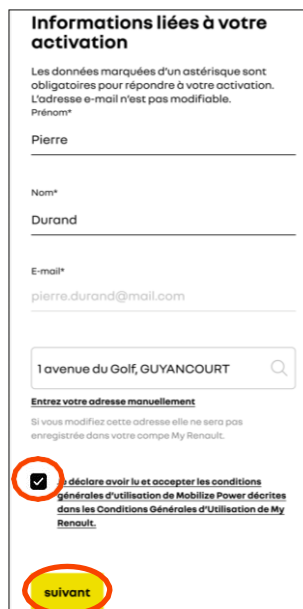 Informations liées à votre
activation
Les données marquées d'un astérisque sont
obligatoires pour répondre à votre activation.
L'adresse e-mail n'est pas modifiable.
Prénom*
Pierre
Nom*
Durand
E-mail*
pierre.durand@mail.com
1 avenue du Golf, GUYANCOURT
Entrez votre adresse manuellement
Si vous modifiez cette adresse elle ne sera pas
enregistrée dans votre compe My Renault.
déclare avoir lu et accepter les conditions
générales d'utilisation de Mobilize Power décrites
dans les Conditions Générales d'Utilisation de My
Renault.
suivant